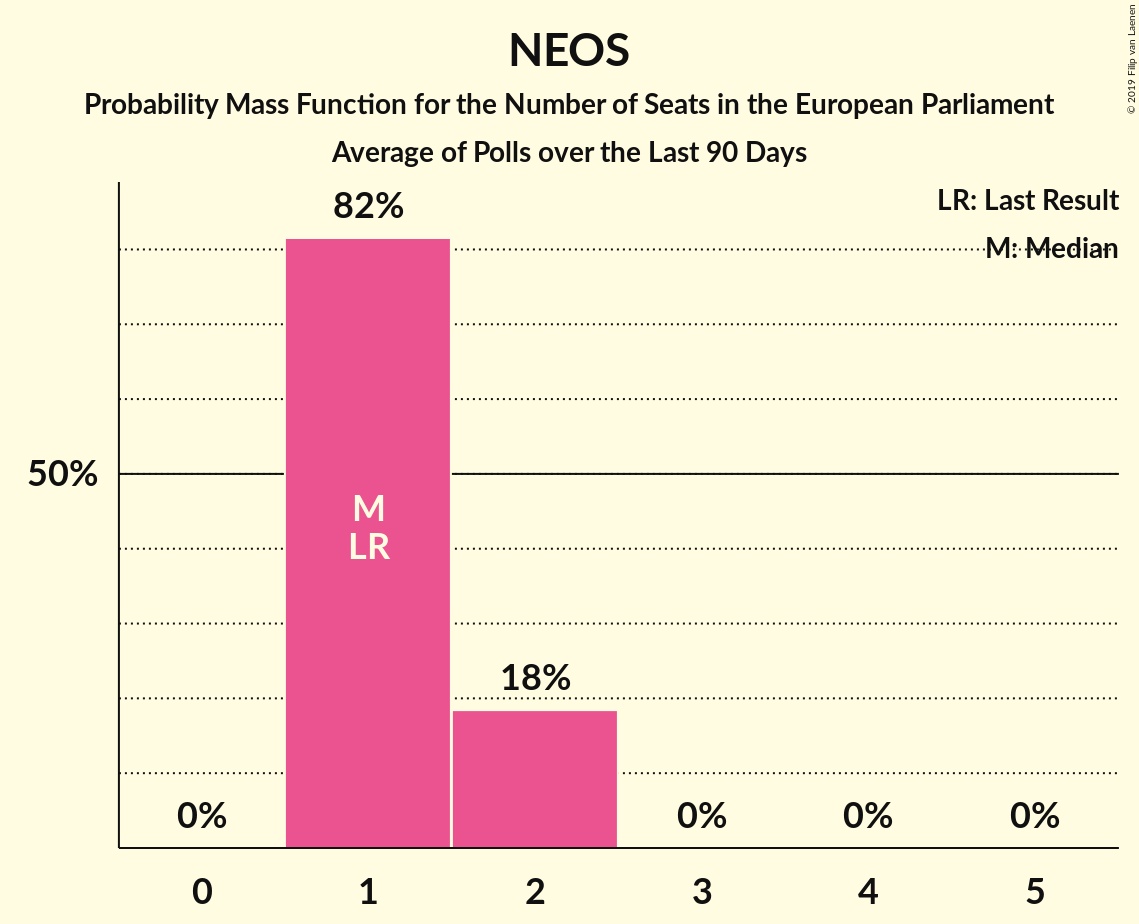 NEOS
Probability Mass Function for the Number of Seats in the European Parliament
Average of Polls over the Last 90 Days
© 2019 Filip van Laenen
LR: Last Result
M: Median
82%
50%
M
LR
18%
0%
0%
0%
0%
0
1
2
3
4
5